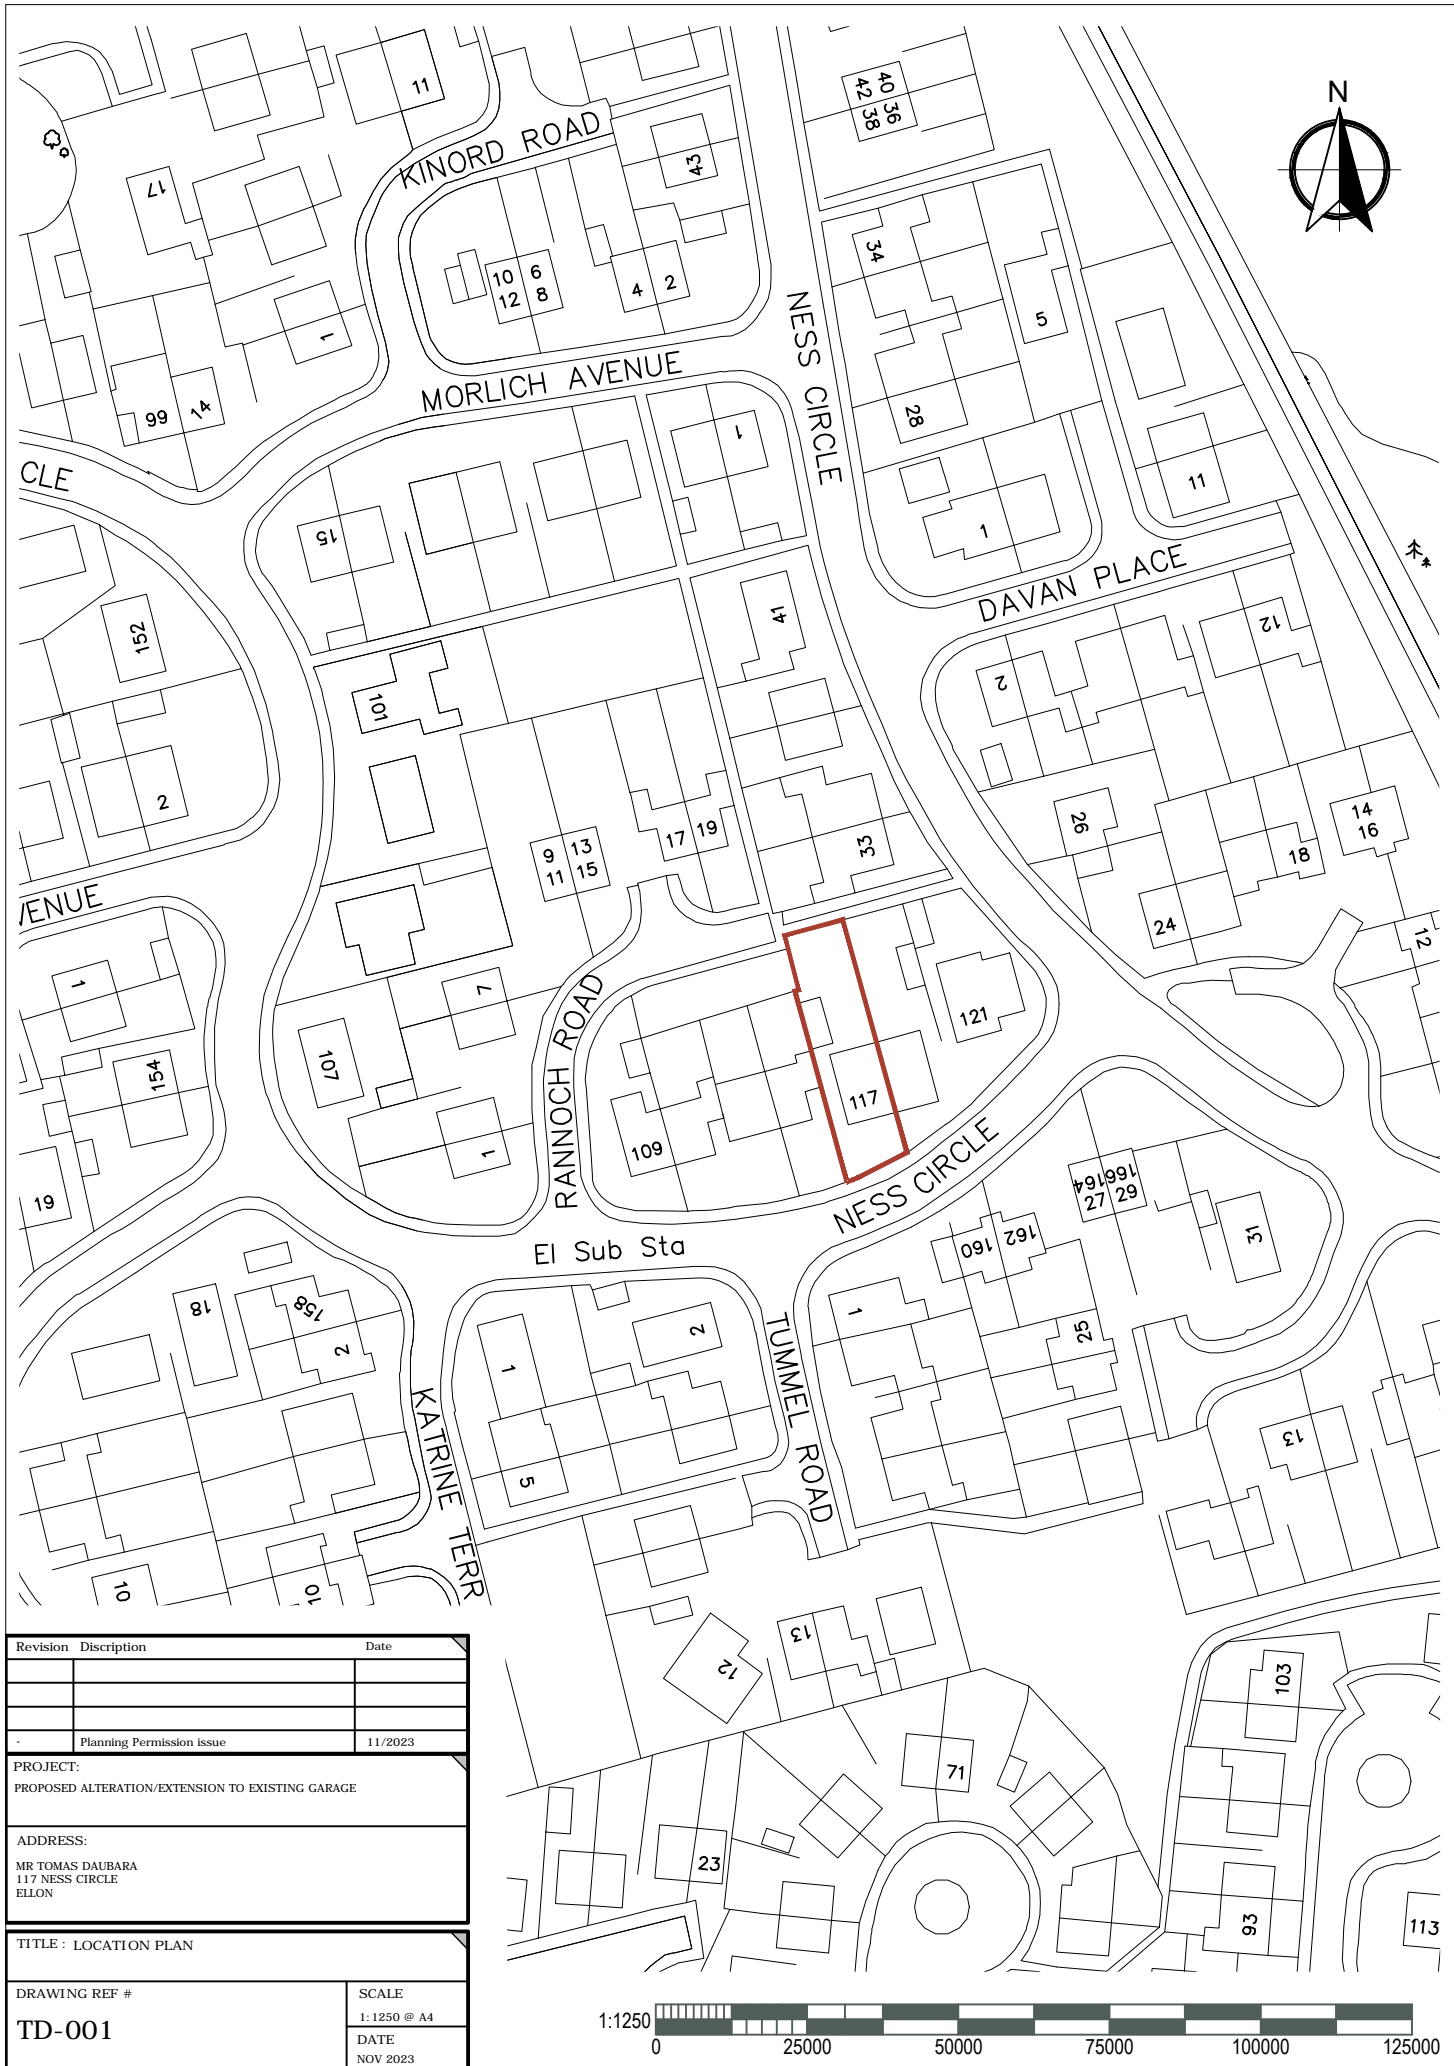 N
11
40
42
36
38
KINORD ROAD
43
17
34
10 6
12 8
4 2
5
1
NESS CIRCLE
MORLICH AVENUE
99 14
28
1
CLE
11
15
1
DAVAN PLACE
41
12
152
2
101
2
14
16
26
17 19
33
9 13
11 15
18
VENUE
24
12
1
7
121
RANNOCH ROAD
107
154
117
109
1
NESS CIRCLE
164 166
27 29
19
162
160
31
El Sub Sta
18
158
2
1
2
1
25
TUMMEL ROAD
KATRINE TERR
13
5
10
10
13
12
103
71
23
93
113
Revision Discription Date
- Planning Permission issue 11/2023
PROJECT:
PROPOSED ALTERATION/EXTENSION TO EXISTING GARAGE
ADDRESS:
MR TOMAS DAUBARA
117 NESS CIRCLE
ELLON
TITLE : LOCATION PLAN
DRAWING REF #
TD-001
SCALE
1:1250 @ A4
DATE
NOV 2023
1:1250
0 25000 50000 75000 100000 125000